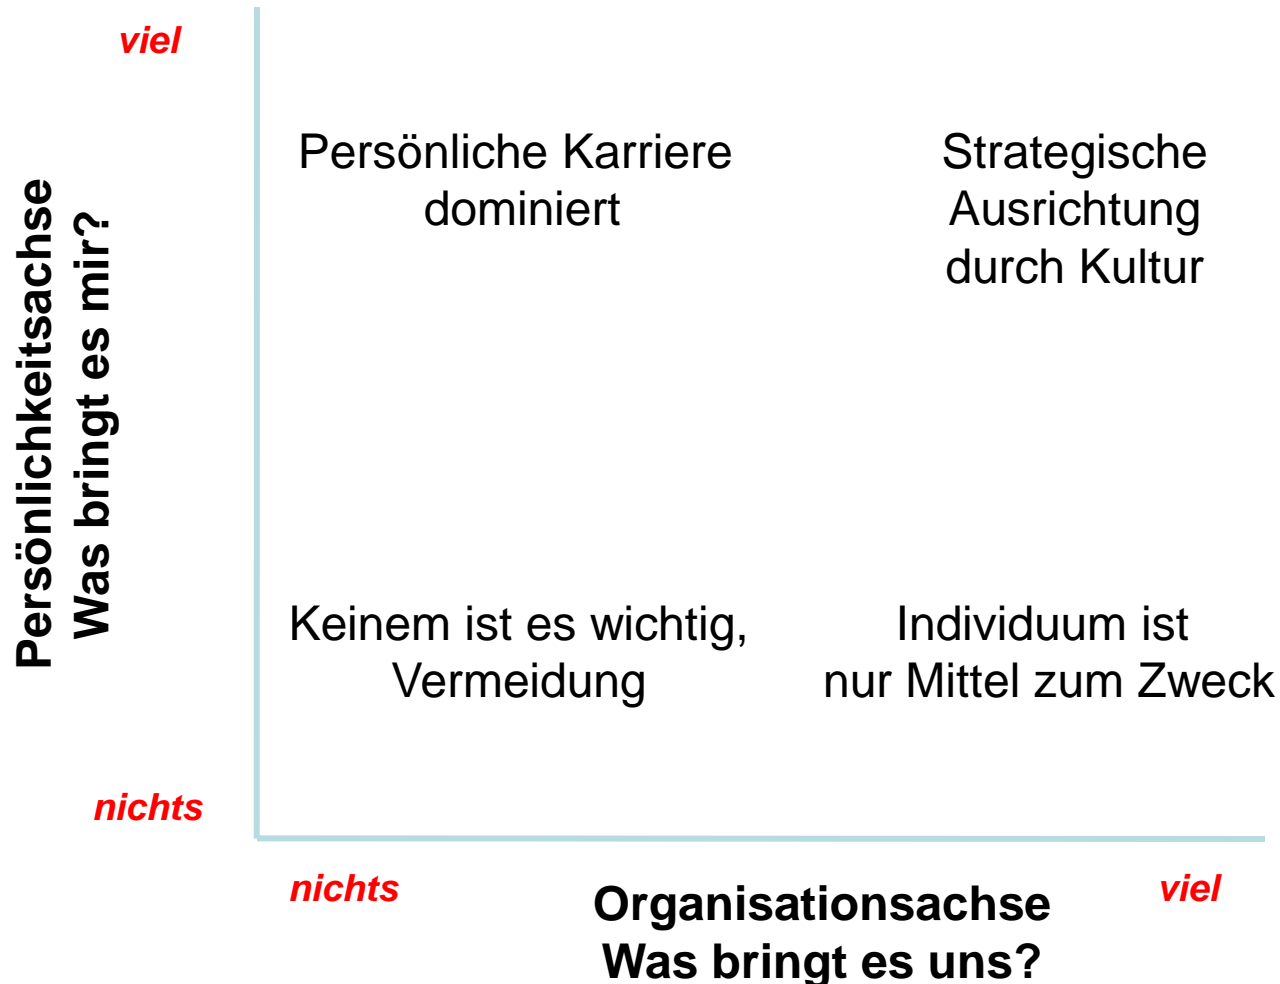 viel
Persönlichkeitsachse
Was bringt es mir?
Persönliche Karriere
dominiert
Strategische
Ausrichtung
durch Kultur
Keinem ist es wichtig,
Vermeidung
Individuum ist
nur Mittel zum Zweck
nichts
nichts
Organisationsachse
Was bringt es uns?
viel